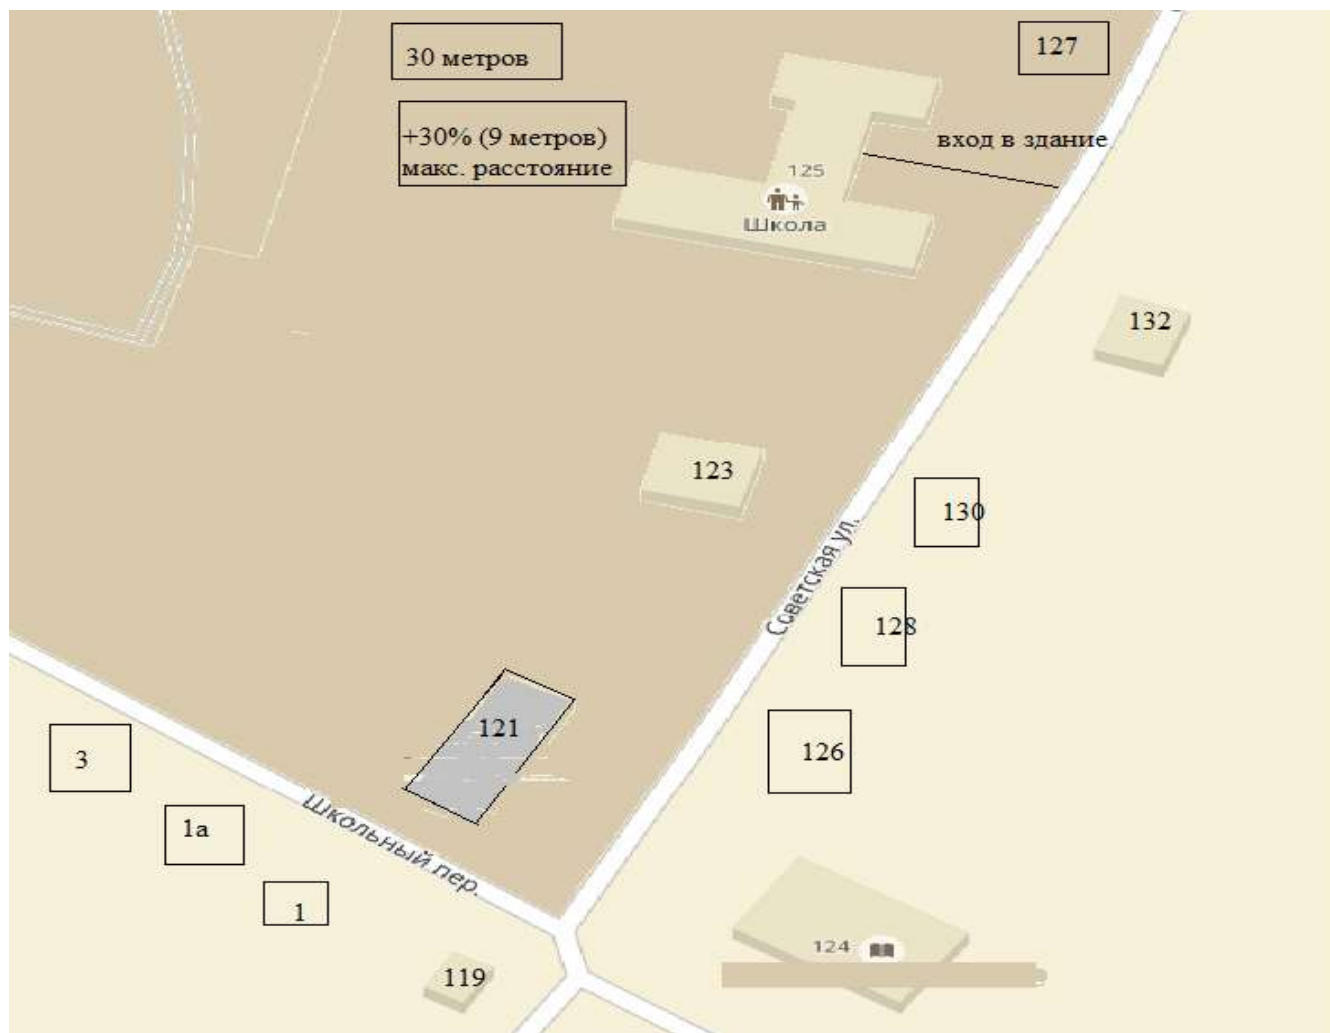 30 метров
127
+30% (9 метров)
макс. расстояние
вход в здание
125
Школа
132
123
130
Советская ул.
128
121
126
3
1а
Школьный пер.
1
124
119